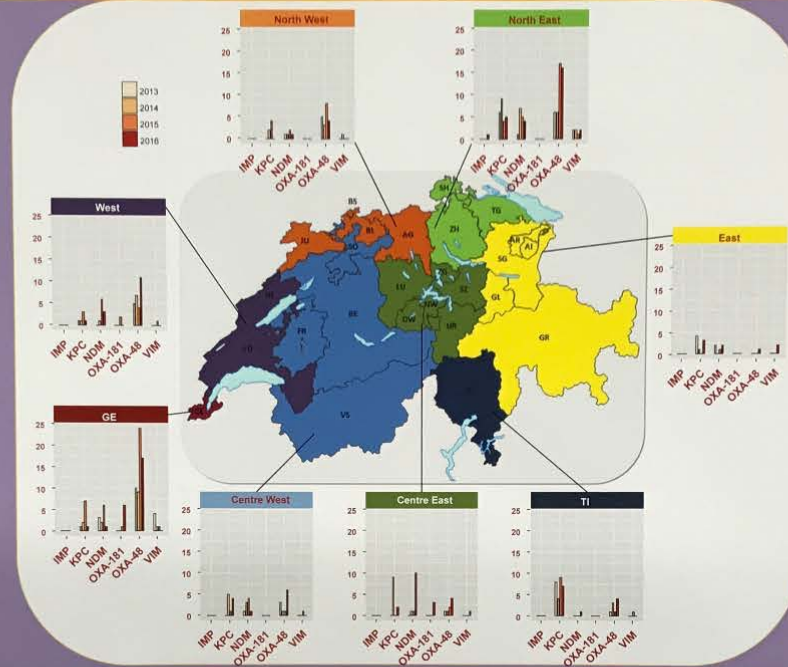 North West
25
20
15
10
5
0
IMP
KPC
NDM
OXA-181
OXA-48
VIM
North East
25
20
15
10
5
0
IMP
KPC
NDM
OXA-181
OXA-48
VIM
2013
2014
2015
2016
West
25
20
15
10
5
0
IMP
KPC
NDM
OXA-181
OXA-48
VIM
East
25
20
15
10
5
0
IMP
KPC
NDM
OXA-181
OXA-48
VIM
SH
BS
BL
AG
ZH
TG
JU
SO
AR
AI
SG
LU
SZ
GL
NW
OW
UR
BE
FR
GR
VS
GE
25
20
15
10
5
0
IMP
KPC
NDM
OXA-181
OXA-48
VIM
Centre West
25
20
15
10
5
0
IMP
KPC
NDM
OXA-181
OXA-48
VIM
Centre East
25
20
15
10
5
0
IMP
KPC
NDM
OXA-181
OXA-48
VIM
TI
25
20
15
10
5
0
IMP
KPC
NDM
OXA-181
OXA-48
VIM